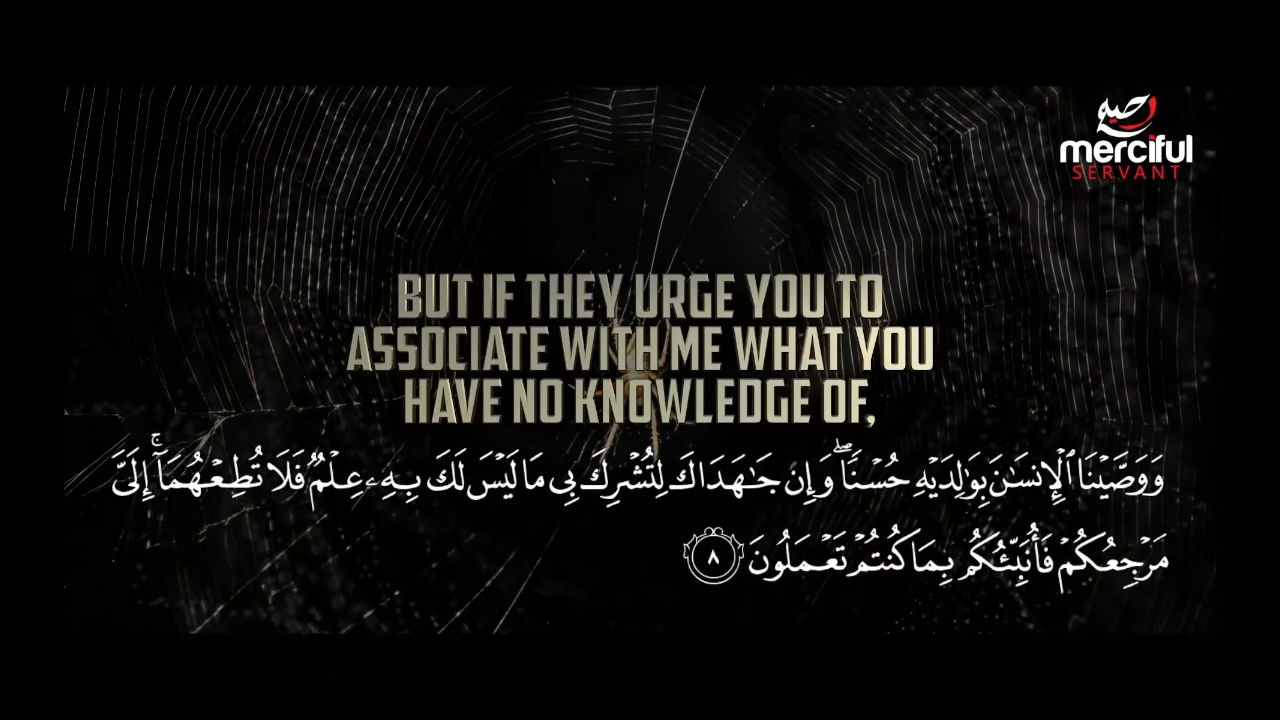 merciful
SERVANT
BUT IF THEY URGE YOU TO
ASSOCIATE WITH ME WHAT YOU
HAVE NO KNOWLEDGE OF,
وَوَصَّيْنَا ٱلْإِنسَـٰنَ بِوَٰلِدَيْهِ حُسْنًا ۖ وَإِن جَـٰهَدَاكَ لِتُشْرِكَ بِى مَا لَيْسَ لَكَ بِهِۦ عِلْمٌ فَلَا تُطِعْهُمَآ ۚ إِلَىَّ
مَرْجِعُكُمْ فَأُنَبِّئُكُم بِمَا كُنتُمْ تَعْمَلُونَ ٨